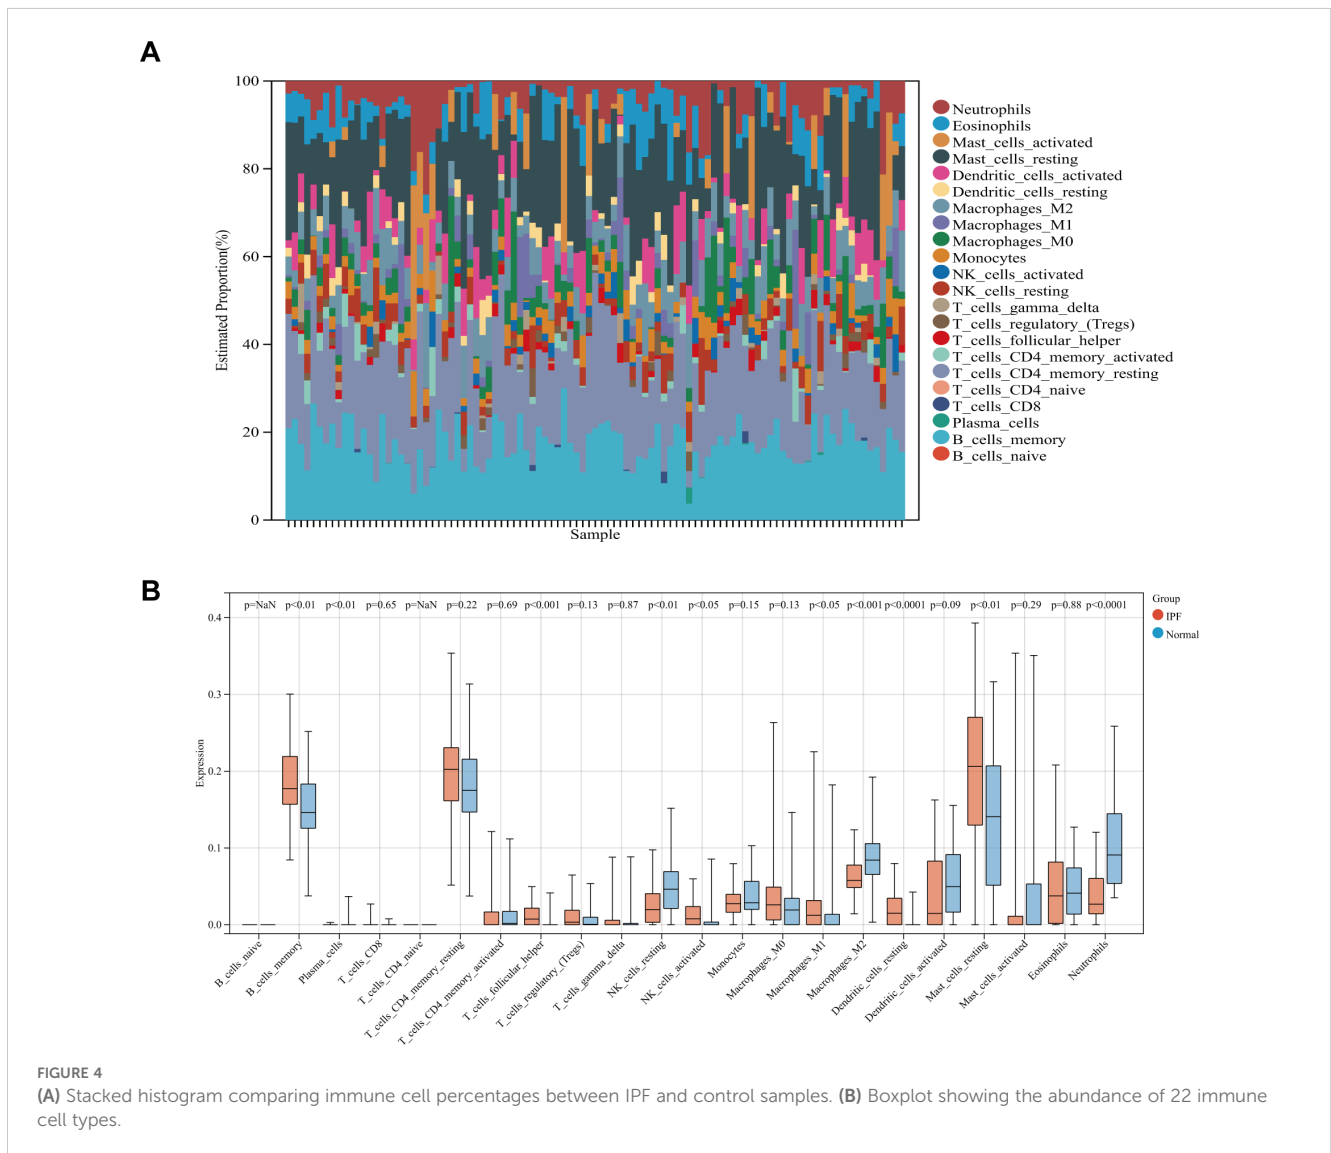 A
100
80
60
40
20
0
Estimated Proportion(%)
Sample
Neutrophils
Eosinophils
Mast_cells_activated
Mast_cells_resting
Dendritic_cells_activated
Dendritic_cells_resting
Macrophages_M2
Macrophages_M1
Macrophages_M0
Monocytes
NK_cells_activated
NK_cells_resting
T_cells_gamma_delta
T_cells_regulatory_(Tregs)
T_cells_follicular_helper
T_cells_CD4_memory_activated
T_cells_CD4_memory_resting
T_cells_CD4_naive
T_cells_CD8
Plasma_cells
B_cells_memory
B_cells_naive
B
p=NaN p<0.01 p<0.01 p=0.65 p=NaN p=0.22 p=0.69 p<0.001 p=0.13 p=0.87 p<0.01 p<0.05 p=0.15 p=0.13 p<0.05 p<0.001 p<0.0001 p=0.09 p<0.01 p=0.29 p=0.88 p<0.0001
Group
IPF
Normal
0.4
0.3
0.2
0.1
0.0
Expression
B_cells_naive
B_cells_memory
Plasma_cells
T_cells_CD8
T_cells_CD4_naive
T_cells_CD4_memory_resting
T_cells_CD4_memory_activated
T_cells_follicular_helper
T_cells_regulatory_(Tregs)
T_cells_gamma_delta
NK_cells_resting
NK_cells_activated
Monocytes
Macrophages_M0
Macrophages_M1
Macrophages_M2
Dendritic_cells_resting
Dendritic_cells_activated
Mast_cells_resting
Mast_cells_activated
Eosinophils
Neutrophils
FIGURE 4
(A) Stacked histogram comparing immune cell percentages between IPF and control samples. (B) Boxplot showing the abundance of 22 immune
cell types.